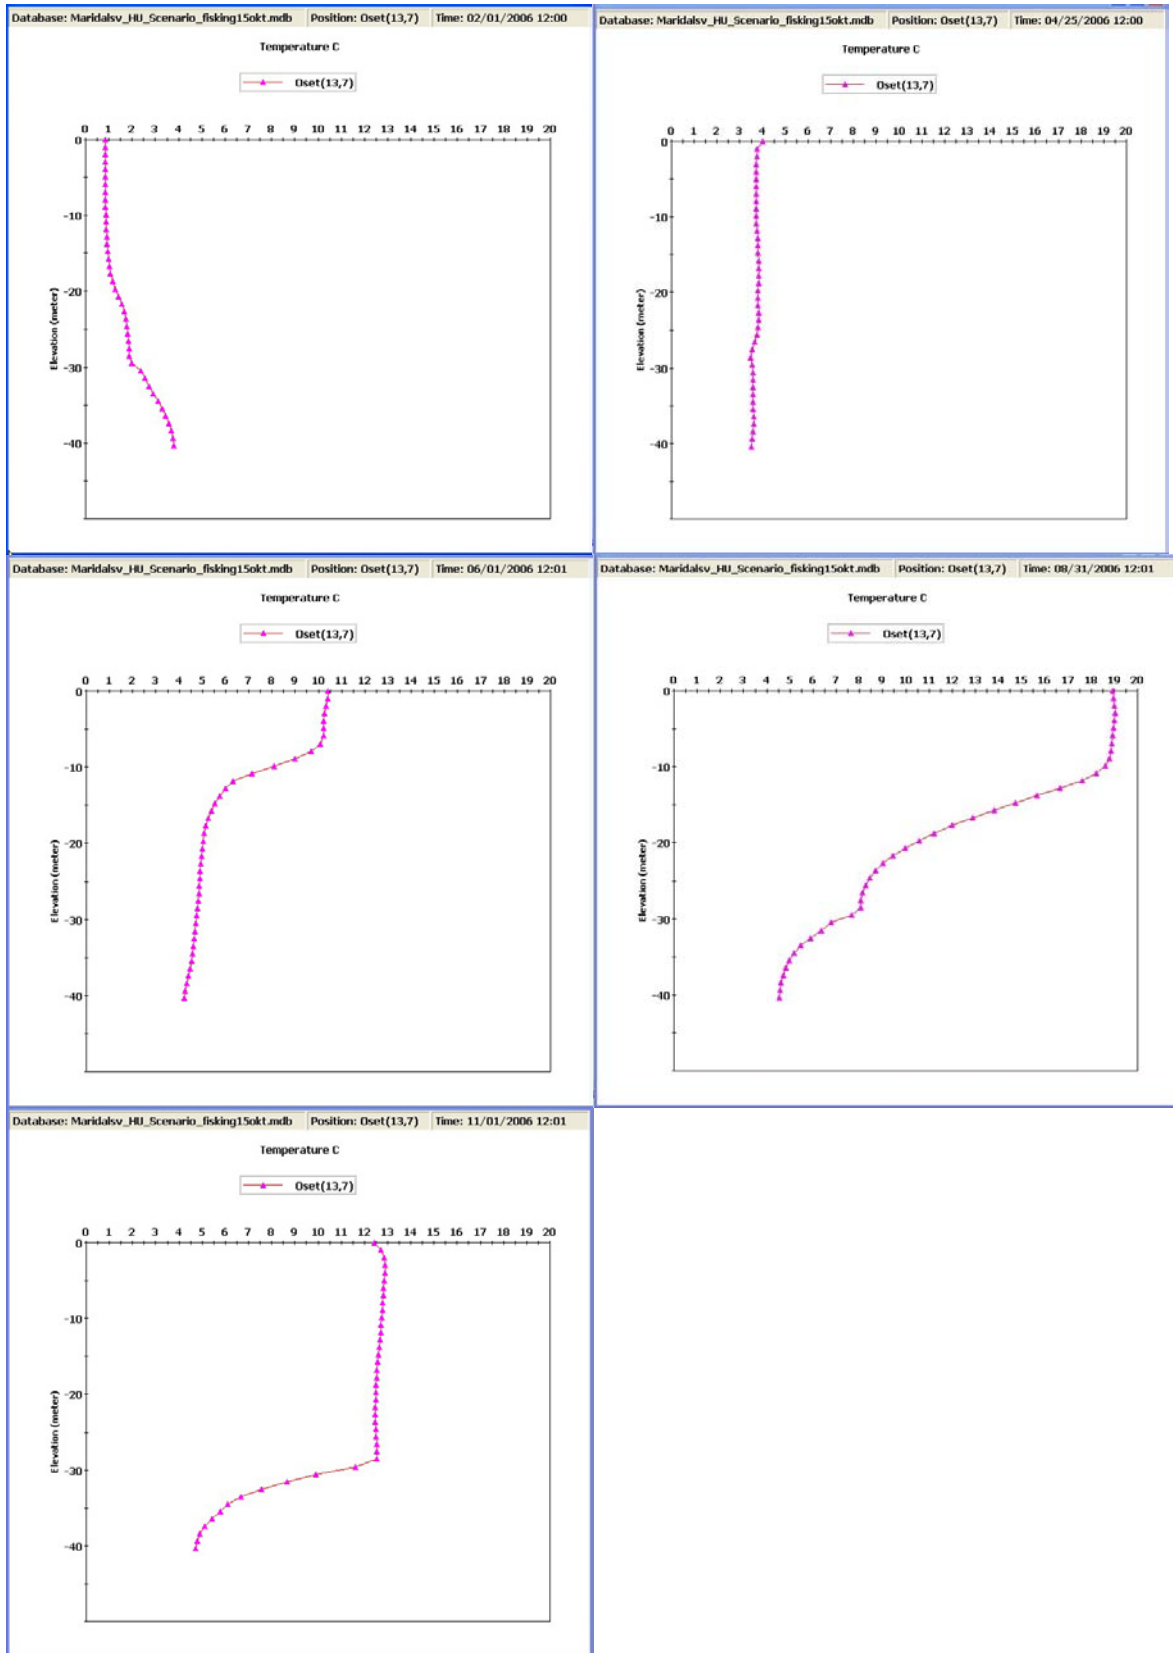 Database: Maridalsv_HU_Scenario_fisking15okt.mdb Position: Oset(13,7) Time: 02/01/2006 12:00
Temperature C
Oset(13,7)
0 1 2 3 4 5 6 7 8 9 10 11 12 13 14 15 16 17 18 19 20
0
-10
-20
-30
-40
Elevation (meter)
Database: Maridalsv_HU_Scenario_fisking15okt.mdb Position: Oset(13,7) Time: 04/25/2006 12:00
Temperature C
Oset(13,7)
0 1 2 3 4 5 6 7 8 9 10 11 12 13 14 15 16 17 18 19 20
0
-10
-20
-30
-40
Elevation (meter)
Database: Maridalsv_HU_Scenario_fisking15okt.mdb Position: Oset(13,7) Time: 06/01/2006 12:01
Temperature C
Oset(13,7)
0 1 2 3 4 5 6 7 8 9 10 11 12 13 14 15 16 17 18 19 20
0
-10
-20
-30
-40
Elevation (meter)
Database: Maridalsv_HU_Scenario_fisking15okt.mdb Position: Oset(13,7) Time: 08/31/2006 12:01
Temperature C
Oset(13,7)
0 1 2 3 4 5 6 7 8 9 10 11 12 13 14 15 16 17 18 19 20
0
-10
-20
-30
-40
Elevation (meter)
Database: Maridalsv_HU_Scenario_fisking15okt.mdb Position: Oset(13,7) Time: 11/01/2006 12:01
Temperature C
Oset(13,7)
0 1 2 3 4 5 6 7 8 9 10 11 12 13 14 15 16 17 18 19 20
0
-10
-20
-30
-40
Elevation (meter)